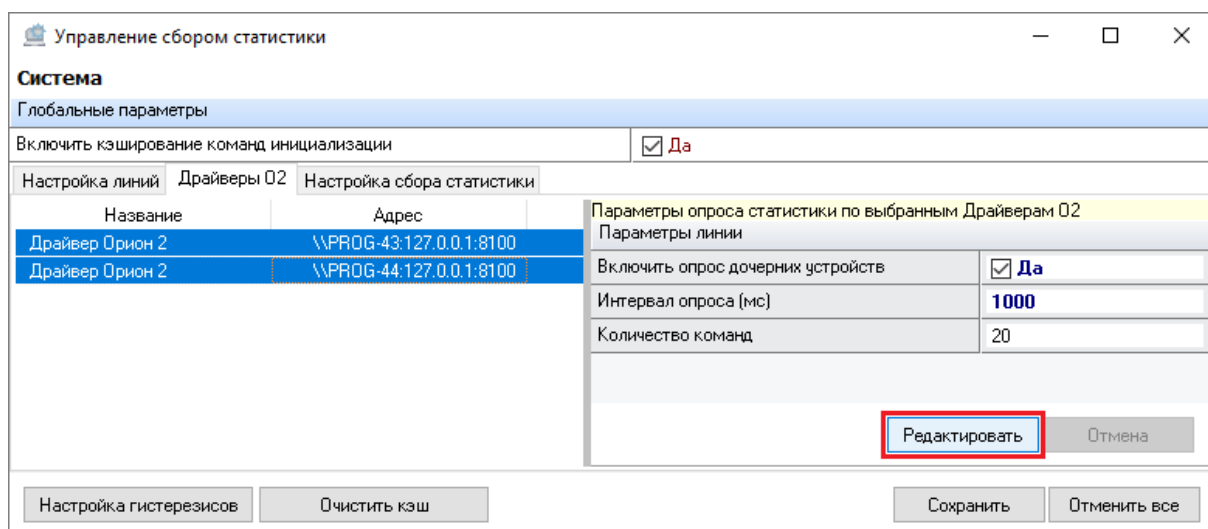 Управление сбором статистики
Система
Глобальные параметры
Включить кэширование команд инициализации Да
Настройка линий Драйверы О2 Настройка сбора статистики
Название Адрес
Драйвер Орион 2 \\PROG-43:127.0.0.1:8100
Драйвер Орион 2 \\PROG-44:127.0.0.1:8100
Параметры опроса статистики по выбранным Драйверам О2
Параметры линии
Включить опрос дочерних устройств Да
Интервал опроса (мс) 1000
Количество команд 20
Редактировать Отмена
Настройка гистерезисов Очистить кэш Сохранить Отменить все